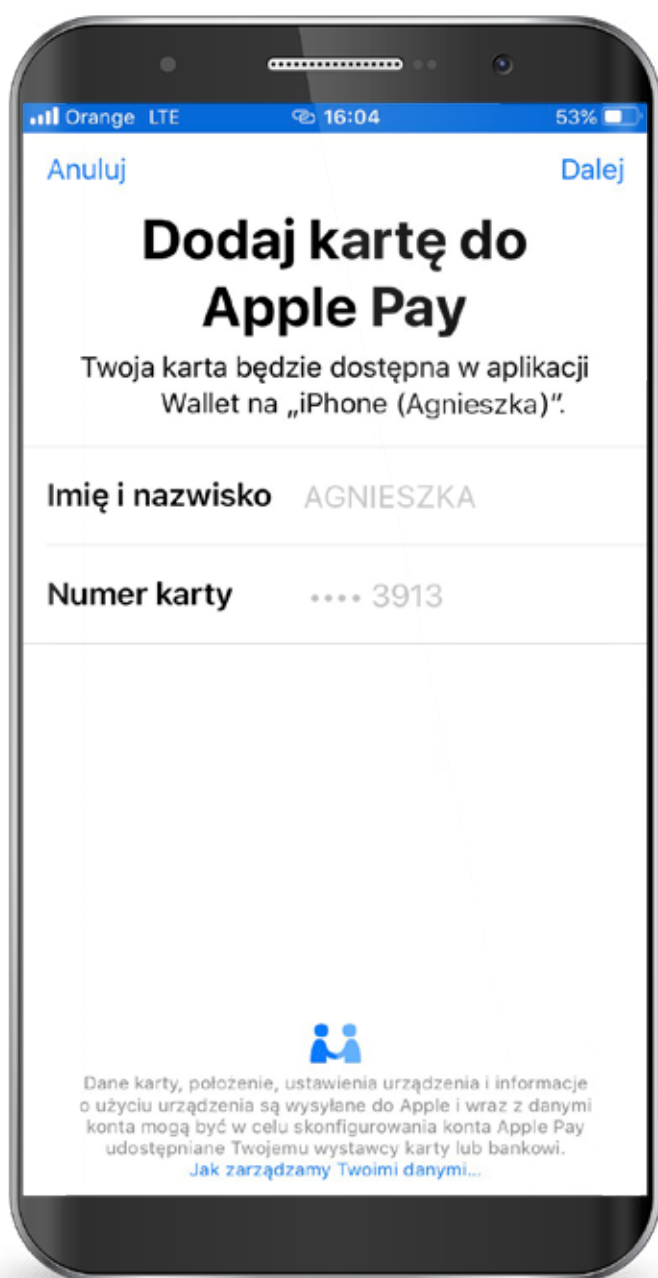 Orange LTE 16:04 53%
Anuluj Dalej
Dodaj kartę do
Apple Pay
Twoja karta będzie dostępna w aplikacji
Wallet na „iPhone (Agnieszka)”.
Imię i nazwisko AGNIESZKA
Numer karty •••• 3913
Dane karty, położenie, ustawienia urządzenia i informacje
o użyciu urządzenia są wysyłane do Apple i wraz z danymi
konta mogą być w celu skonfigurowania konta Apple Pay
udostępniane Twojemu wystawcy karty lub bankowi.
Jak zarządzamy Twoimi danymi...